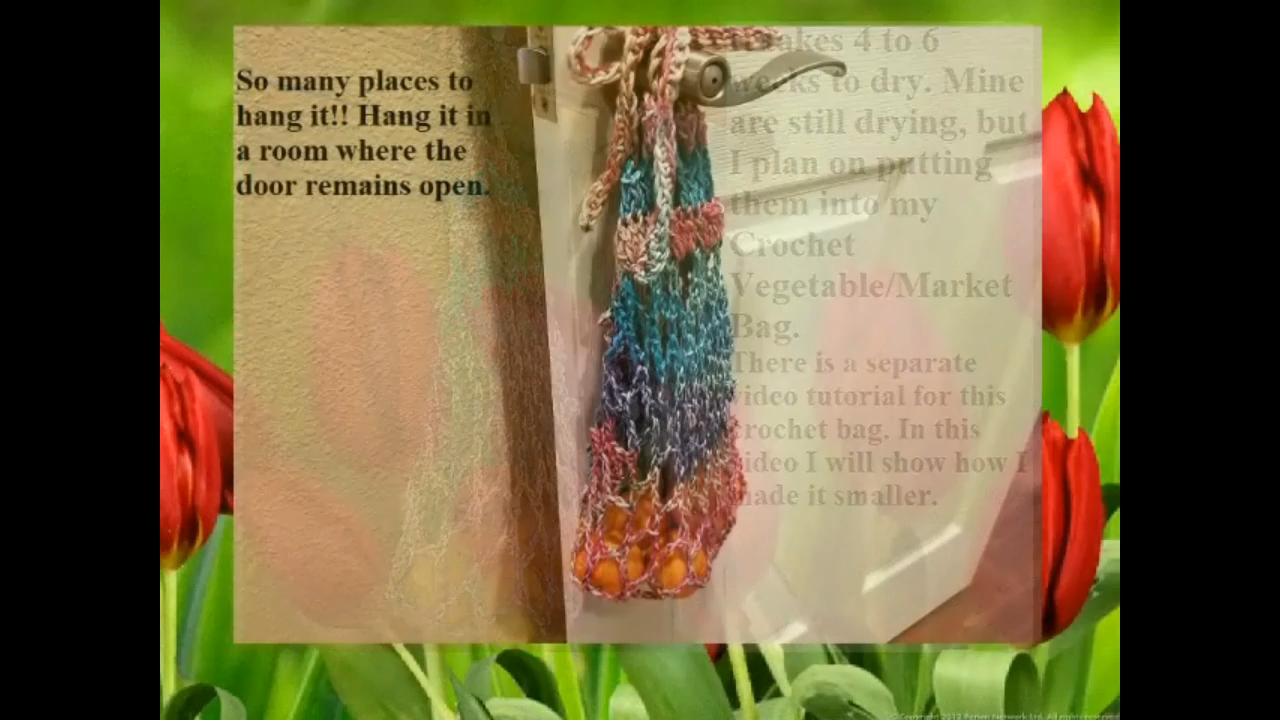 So many places to
hang it!! Hang it in
a room where the
door remains open.
takes 4 to 6
weeks to dry. Mine
are still drying, but
I plan on putting
them into my
Crochet
Vegetable/Market
Bag.
There is a separate
video tutorial for this
crochet bag. In this
video I will show how I
made it smaller.